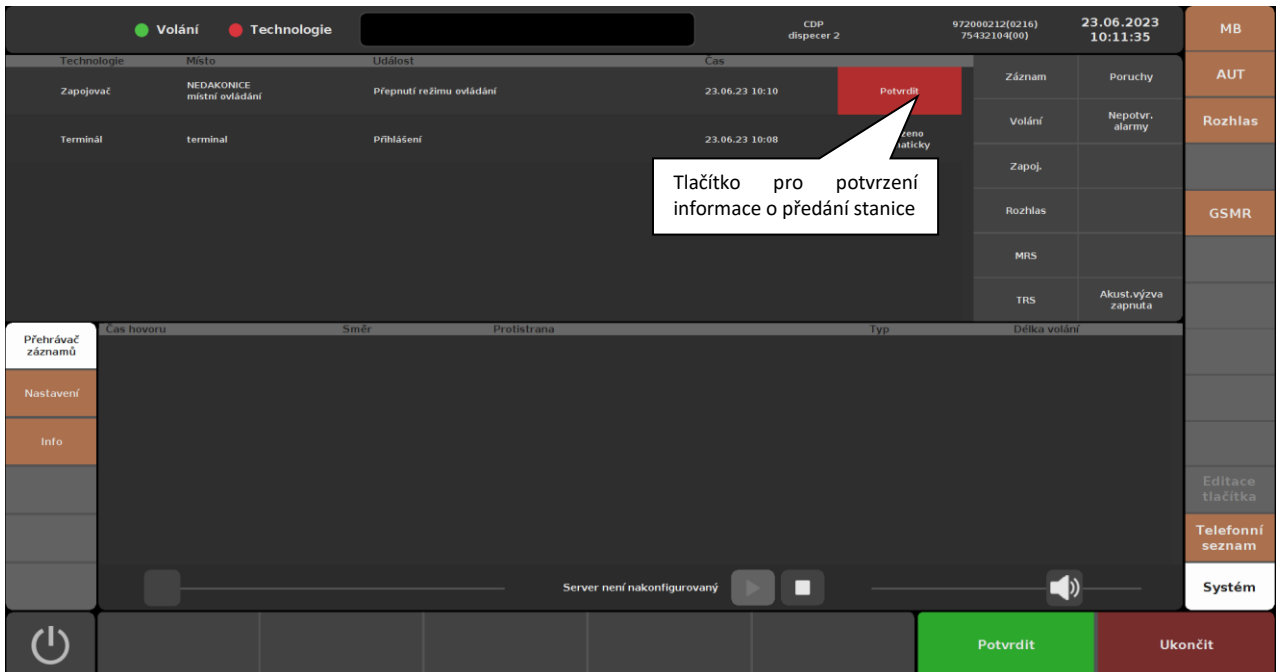 Volání
Technologie
CDP
dispecer 2
972000212(0216)
75432104(00)
23.06.2023
10:11:35
MB
Technologie Místo Událost Čas
Zapojovač
NEDAKONICE
místní ovládání
Přepnutí režimu ovládání
23.06.23 10:10
Potvrdit
Terminál
terminal
Přihlášení
23.06.23 10:08
Tlačítko pro potvrzení
informace o předání stanice
Záznam
Poruchy
Volání
Nepotvr.
alarmy
Zapoj.
Rozhlas
MRS
TRS
Akust.výzva
zapnuta
AUT
Rozhlas
GSMR
Editace
tlačítka
Telefonní
seznam
Systém
Přehrávač
záznamů
Nastavení
Info
Čas hovoru Směr Protistrana Typ Délka volání
Server není nakonfigurovaný
Potvrdit
Ukončit